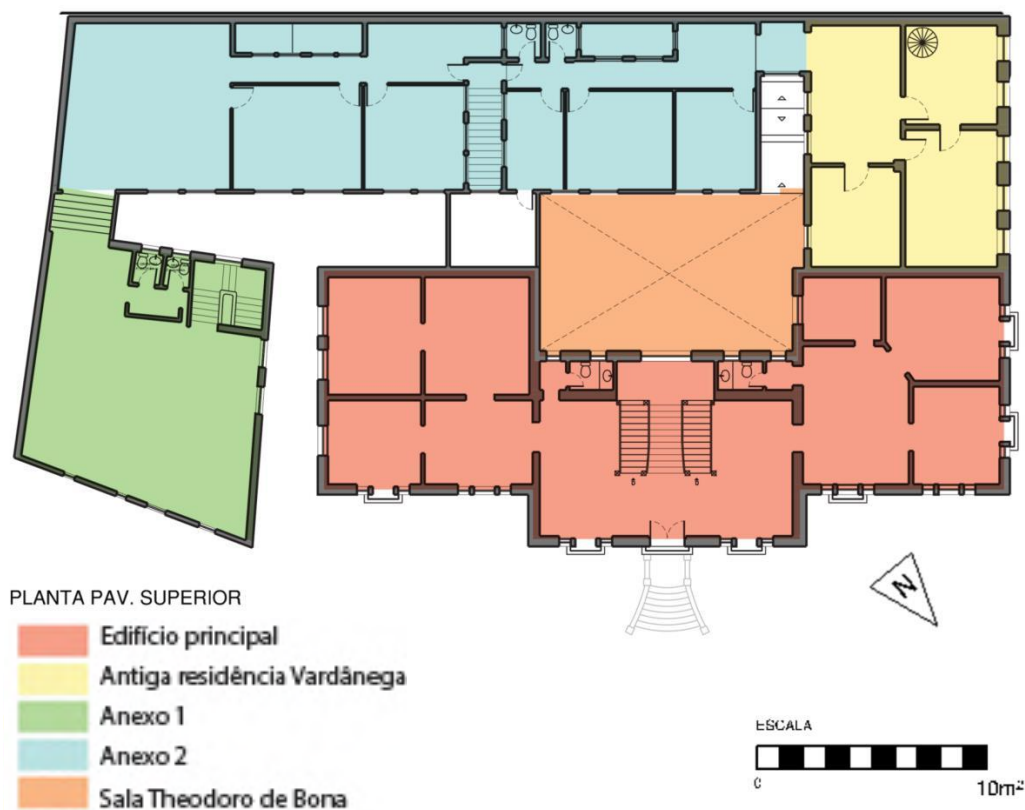 N
PLANTA PAV. SUPERIOR
Edifício principal
Antiga residência Vardânega
Anexo 1
Anexo 2
Sala Theodoro de Bona
ESCALA
0 10m²